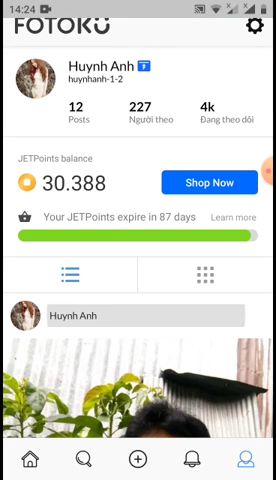 14:24
FOTOKU
Huynh Anh
huynhanh-1-2
12 227 4k
Posts Người theo Đang theo dõi
JETPoints balance
30.388 Shop Now
Your JETPoints expire in 87 days Learn more
Huynh Anh